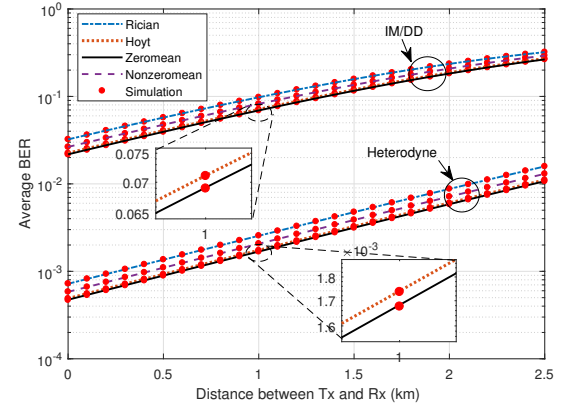 10^0
10^-1
10^-2
10^-3
10^-4
Average BER
Rician
Hoyt
Zeromean
Nonzeromean
Simulation
IM/DD
Heterodyne
0.075
0.07
0.065
1
×10^-3
1.8
1.7
1.6
1
0 0.5 1.0 1.5 2.0 2.5
Distance between Tx and Rx (km)